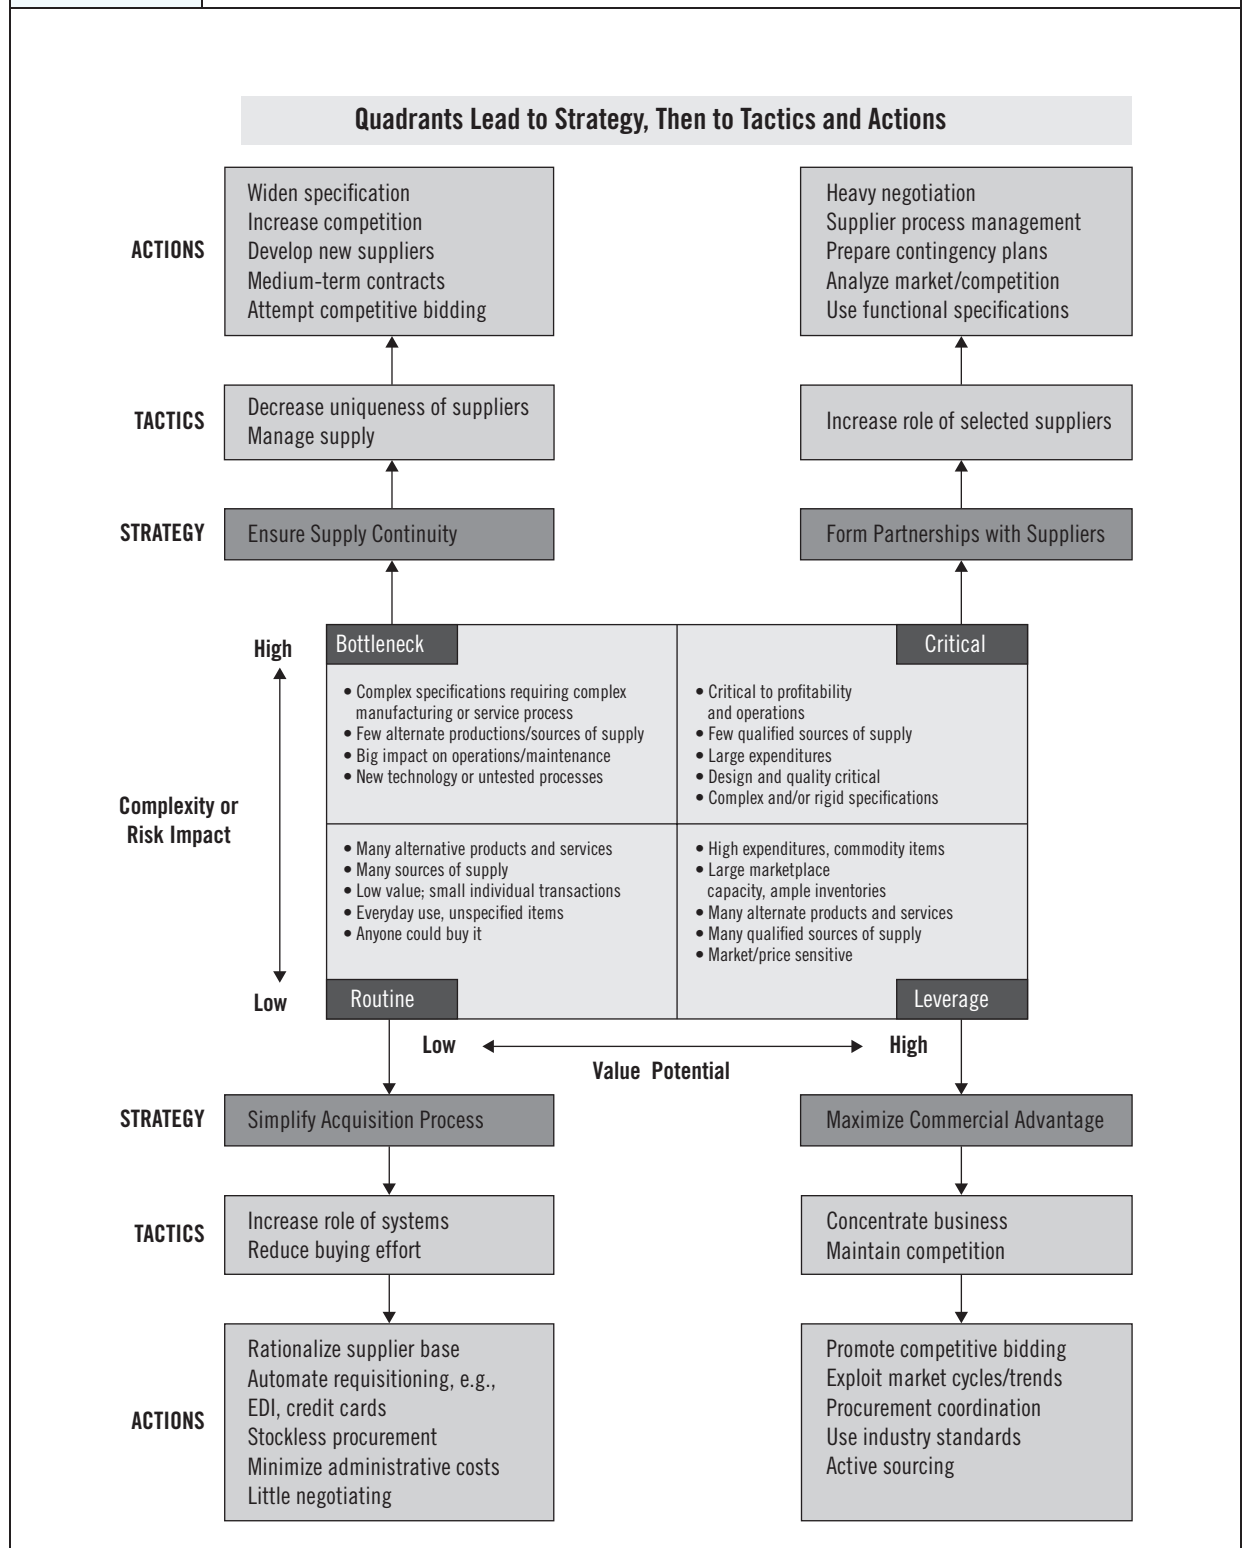 Quadrants Lead to Strategy, Then to Tactics and Actions
ACTIONS
Widen specification
Increase competition
Develop new suppliers
Medium-term contracts
Attempt competitive bidding
Heavy negotiation
Supplier process management
Prepare contingency plans
Analyze market/competition
Use functional specifications
TACTICS
Decrease uniqueness of suppliers
Manage supply
Increase role of selected suppliers
STRATEGY
Ensure Supply Continuity
Form Partnerships with Suppliers
High
Complexity or
Risk Impact
Low
Bottleneck
• Complex specifications requiring complex
manufacturing or service process
• Few alternate productions/sources of supply
• Big impact on operations/maintenance
• New technology or untested processes
Critical
• Critical to profitability
and operations
• Few qualified sources of supply
• Large expenditures
• Design and quality critical
• Complex and/or rigid specifications
• Many alternative products and services
• Many sources of supply
• Low value; small individual transactions
• Everyday use, unspecified items
• Anyone could buy it
Routine
• High expenditures, commodity items
• Large marketplace
capacity, ample inventories
• Many alternate products and services
• Many qualified sources of supply
• Market/price sensitive
Leverage
Low
High
Value Potential
STRATEGY
Simplify Acquisition Process
Maximize Commercial Advantage
TACTICS
Increase role of systems
Reduce buying effort
Concentrate business
Maintain competition
ACTIONS
Rationalize supplier base
Automate requisitioning, e.g.,
EDI, credit cards
Stockless procurement
Minimize administrative costs
Little negotiating
Promote competitive bidding
Exploit market cycles/trends
Procurement coordination
Use industry standards
Active sourcing